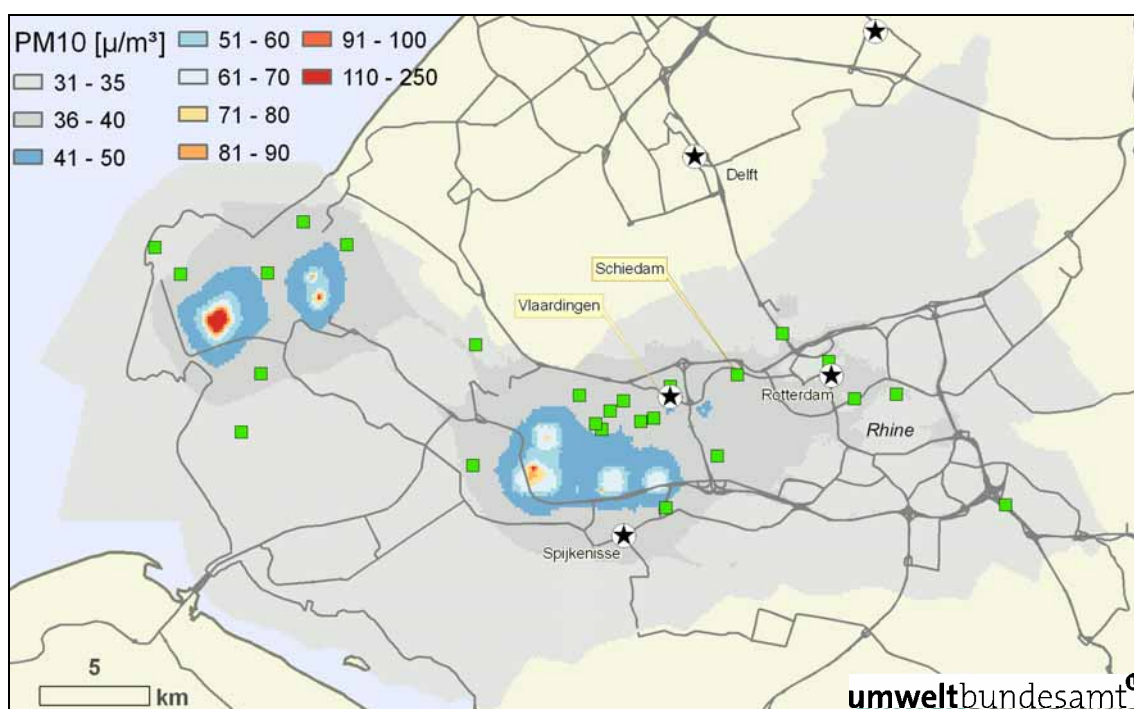 PM10 [µ/m³]
31 - 35
36 - 40
41 - 50
51 - 60
61 - 70
71 - 80
81 - 90
91 - 100
110 - 250
Delft
Schiedam
Vlaardingen
Rotterdam
Rhine
Spijkenisse
5
km
umweltbundesamt